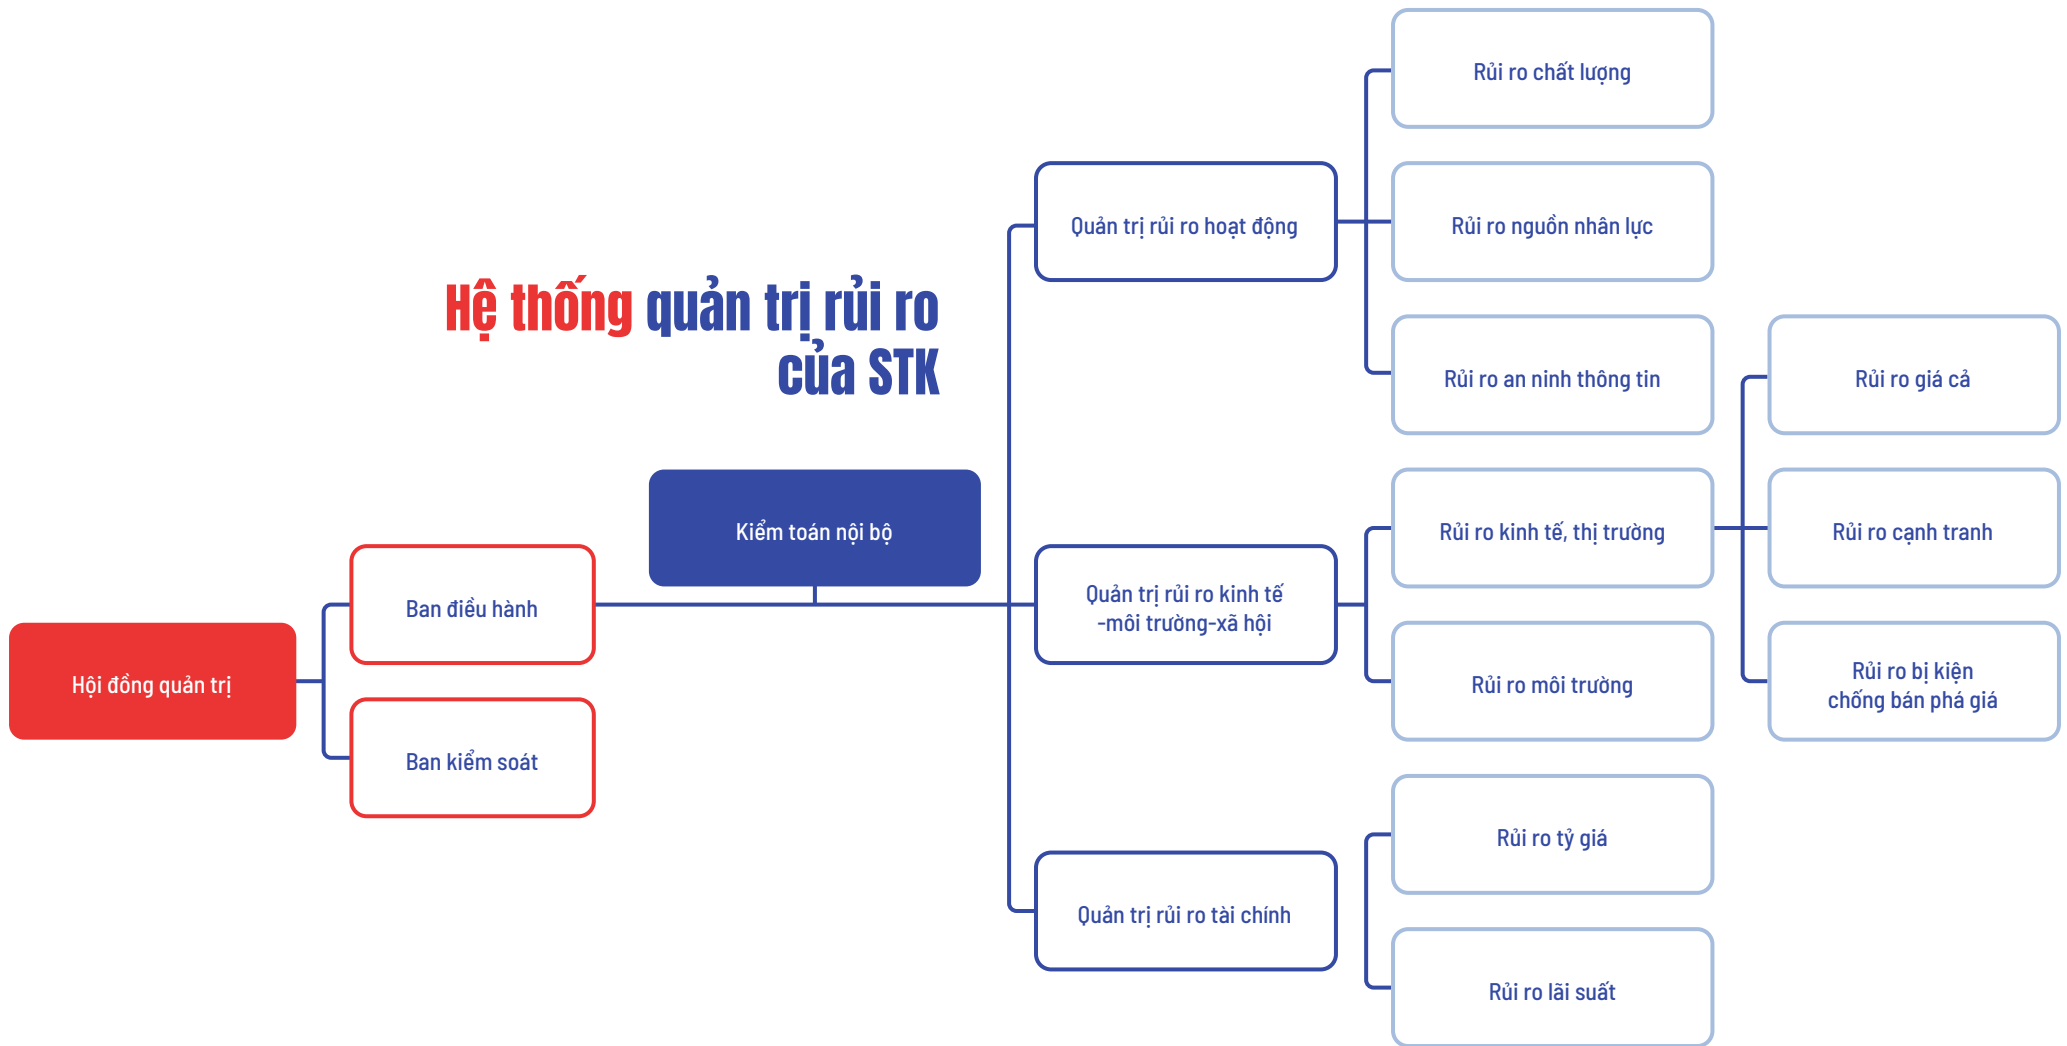 Hệ thống quản trị rủi ro
của STK
Hội đồng quản trị
Ban điều hành
Ban kiểm soát
Kiểm toán nội bộ
Quản trị rủi ro hoạt động
Rủi ro chất lượng
Rủi ro nguồn nhân lực
Rủi ro an ninh thông tin
Quản trị rủi ro kinh tế
-môi trường-xã hội
Rủi ro kinh tế, thị trường
Rủi ro giá cả
Rủi ro cạnh tranh
Rủi ro bị kiện
chống bán phá giá
Rủi ro môi trường
Quản trị rủi ro tài chính
Rủi ro tỷ giá
Rủi ro lãi suất